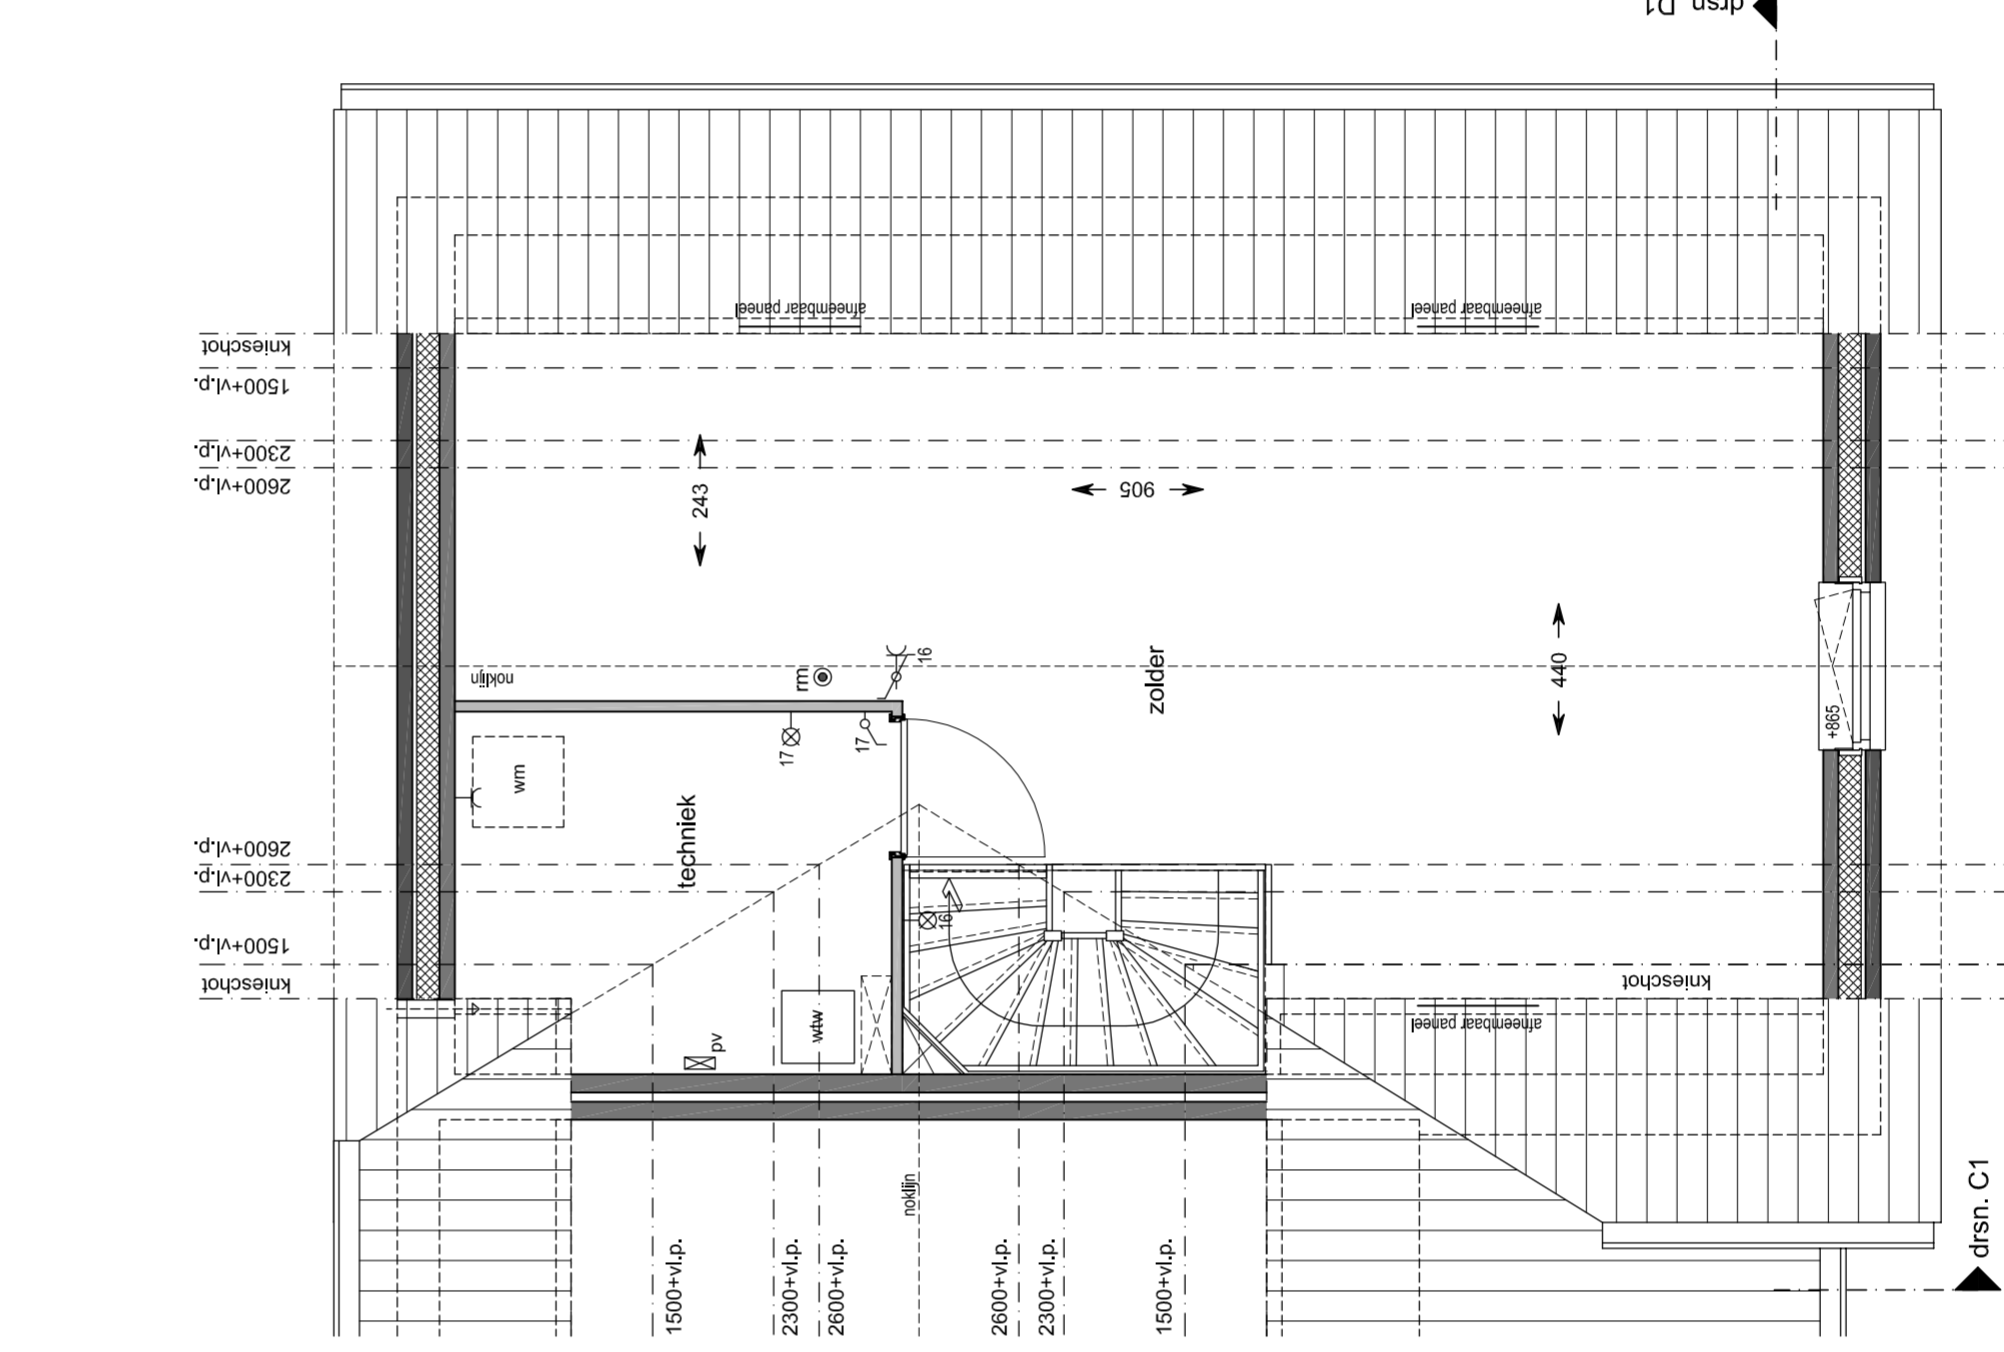 drsn. D1
afneembaar paneel
afneembaar paneel
knieschot
1500+vl.p.
2300+vl.p.
2600+vl.p.
243
905
noklijn
rm
16
zolder
440
17
17
wm
+865
techniek
2600+vl.p.
2300+vl.p.
1500+vl.p.
knieschot
16
knieschot
afneembaar paneel
wtw
pv
noklijn
1500+vl.p.
2300+vl.p.
2600+vl.p.
2600+vl.p.
2300+vl.p.
1500+vl.p.
drsn. C1